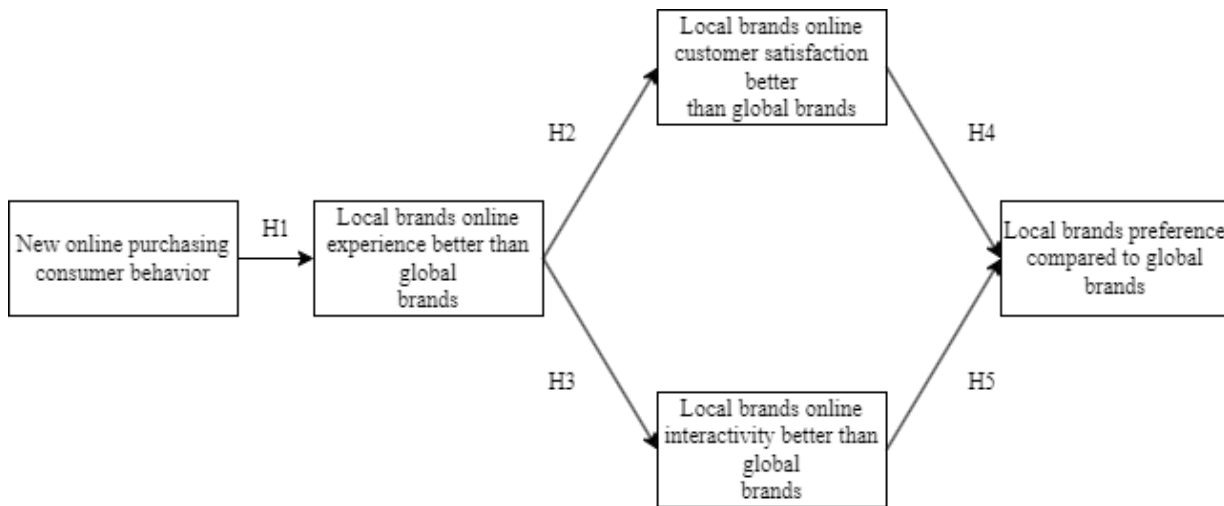 Local brands online
customer satisfaction
better
than global brands
H2
H4
New online purchasing
consumer behavior
H1
Local brands online
experience better than
global
brands
Local brands preference
compared to global
brands
H3
H5
Local brands online
interactivity better than
global
brands